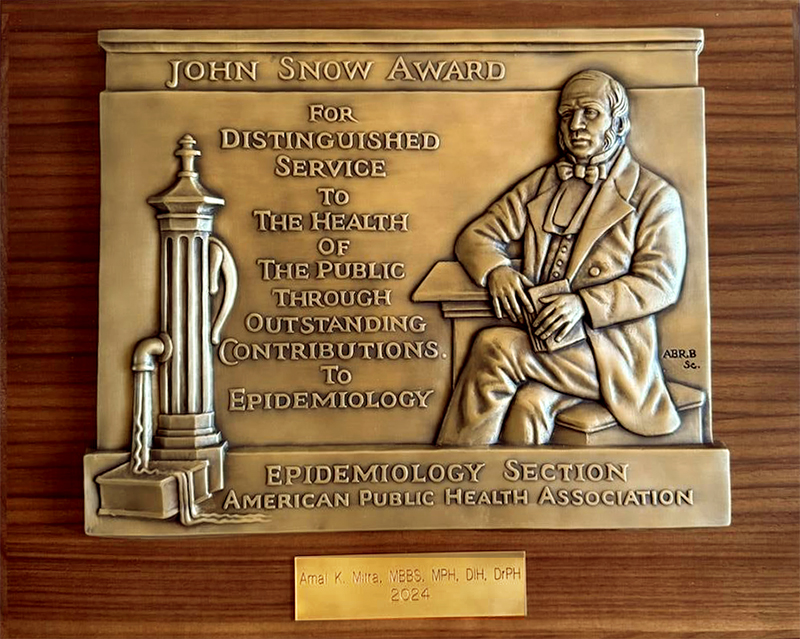 JOHN SNOW AWARD
FOR
DISTINGUISHED
SERVICE
TO
THE HEALTH
OF
THE PUBLIC
THROUGH
OUTSTANDING
CONTRIBUTIONS.
TO
EPIDEMIOLOGY
ABR.B
Sc.
EPIDEMIOLOGY SECTION
AMERICAN PUBLIC HEALTH ASSOCIATION
Amal K. Mitra, MBBS, MPH, DIH, DrPH
2024